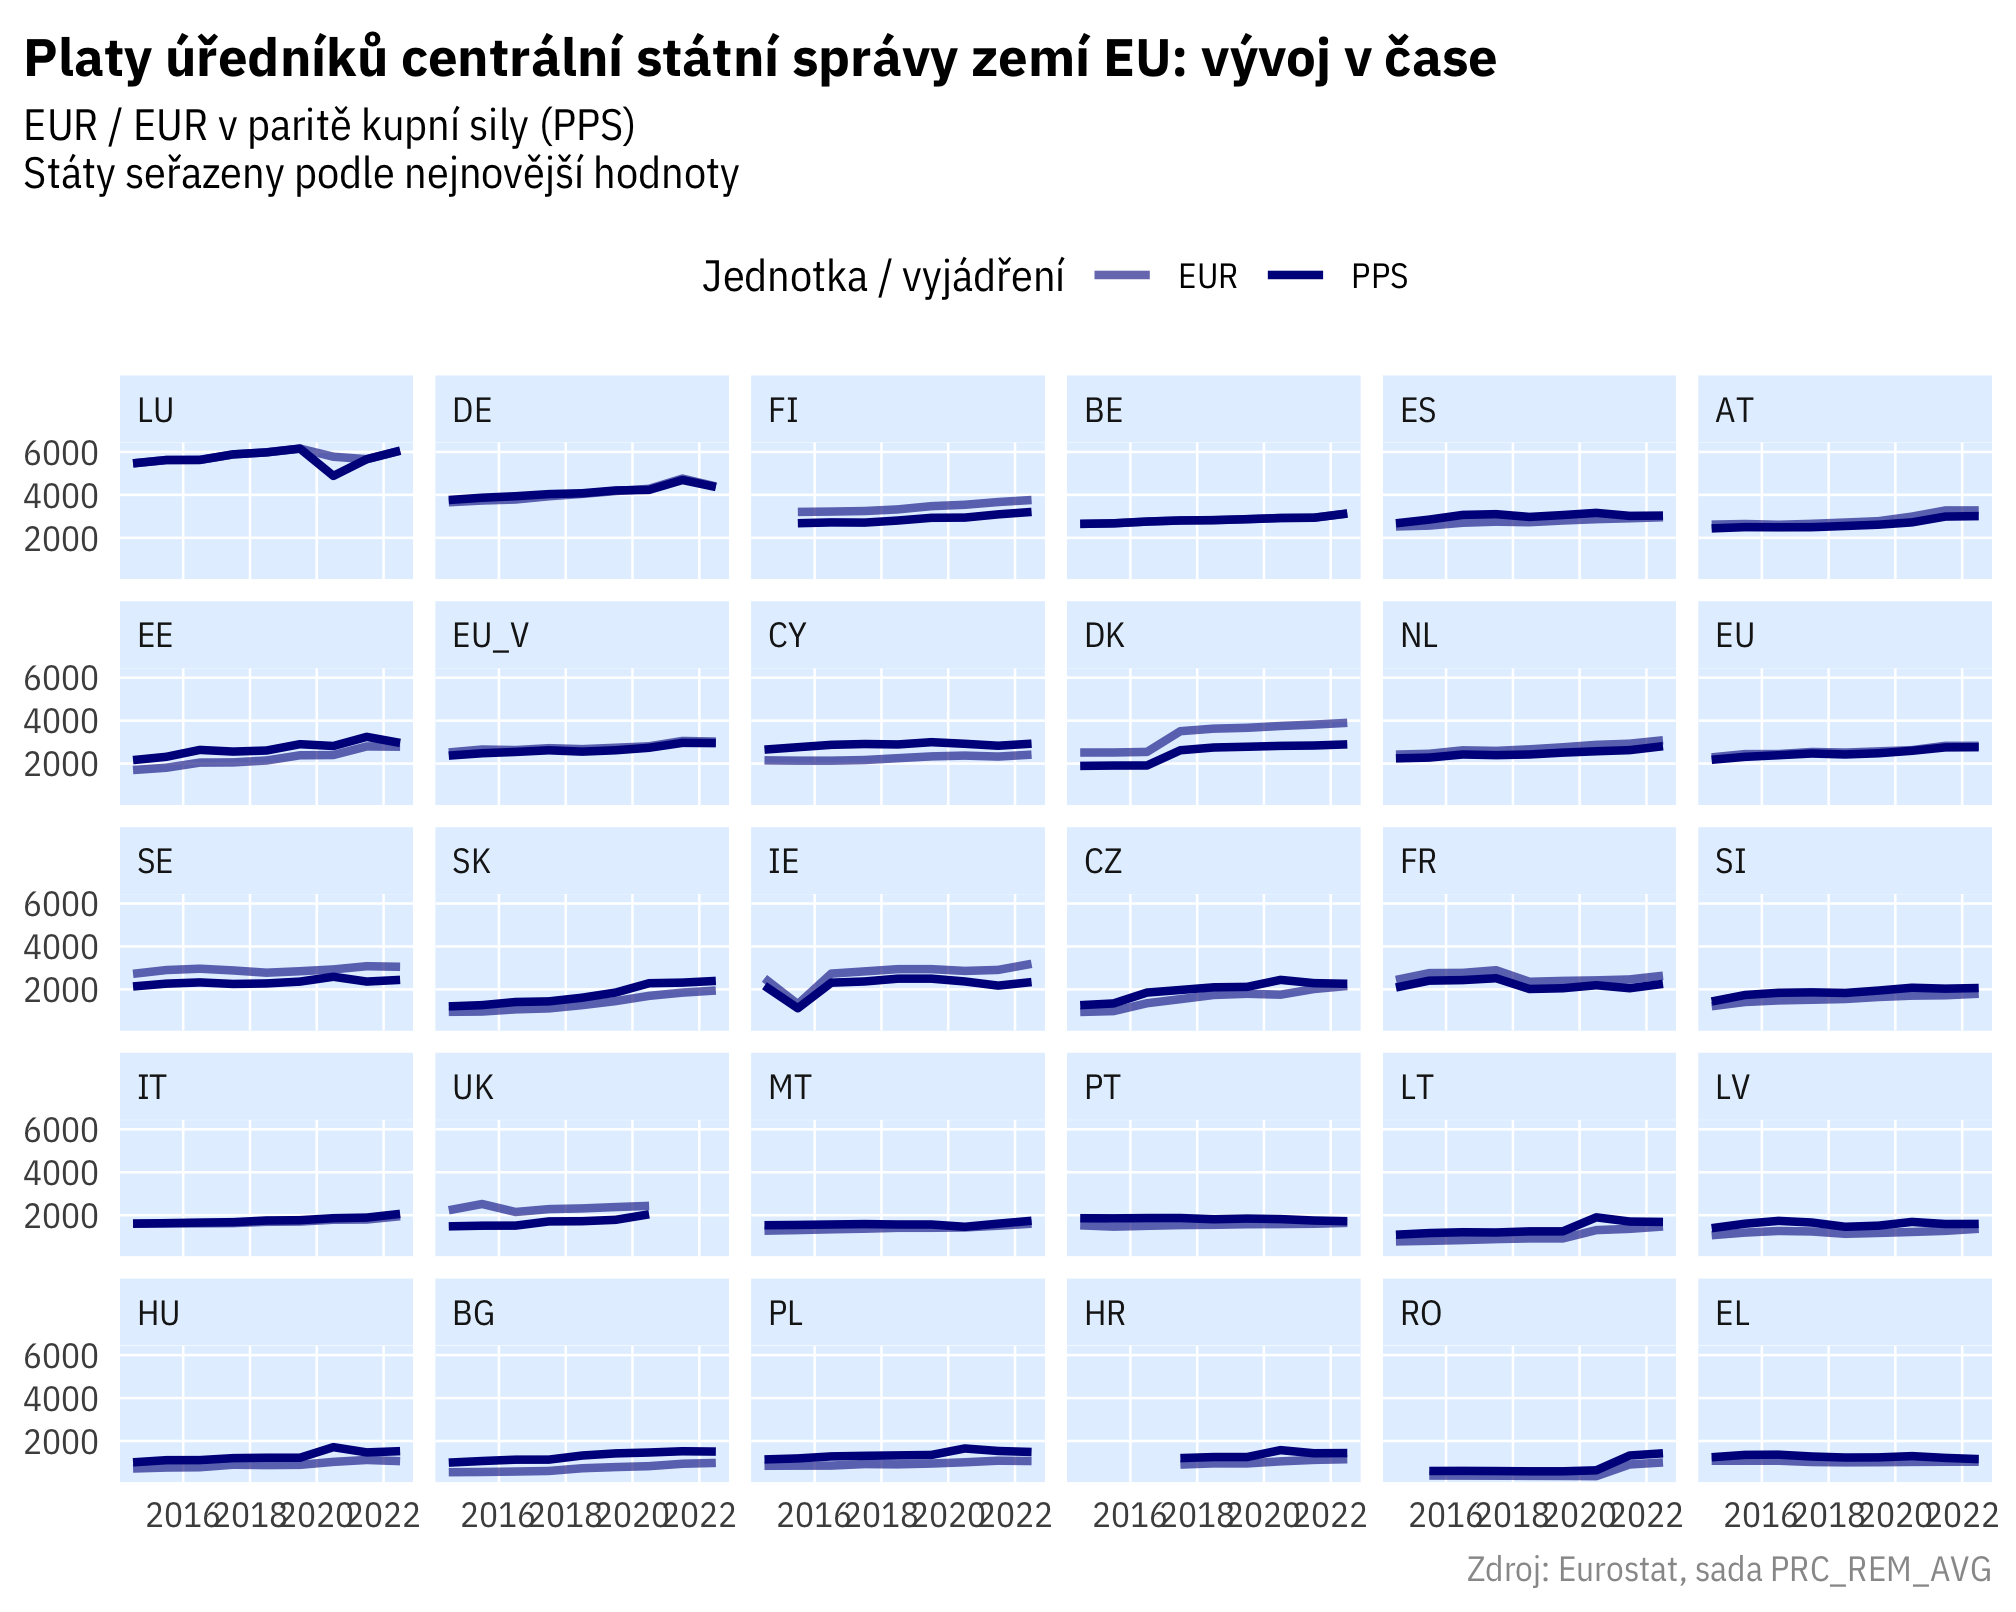 Platy úředníků centrální státní správy zemí EU: vývoj v čase
EUR / EUR v paritě kupní sily (PPS)
Státy seřazeny podle nejnovější hodnoty
Jednotka / vyjádření EUR PPS
LU DE FI BE ES AT
6000
4000
2000
EE EU_V CY DK NL EU
6000
4000
2000
SE SK IE CZ FR SI
6000
4000
2000
IT UK MT PT LT LV
6000
4000
2000
HU BG PL HR RO EL
6000
4000
2000
2016 2018 2020 2022 2016 2018 2020 2022 2016 2018 2020 2022 2016 2018 2020 2022 2016 2018 2020 2022 2016 2018 2020 2022
Zdroj: Eurostat, sada PRC_REM_AVG